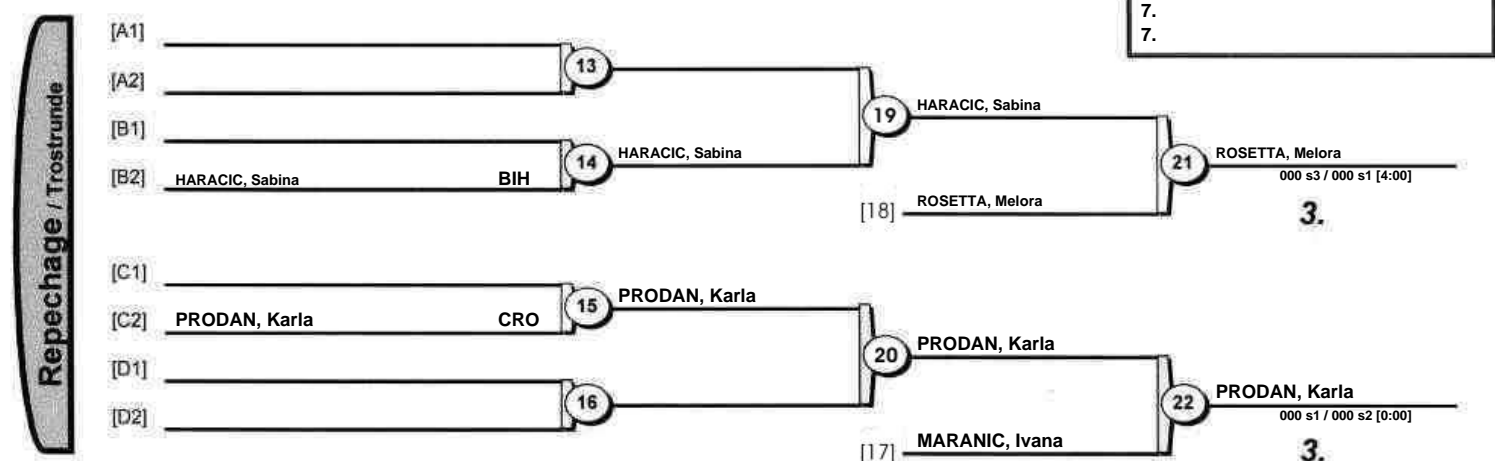 7.
7.
Repechage / Trostrunde
[A1]
13
[A2]
19 HARACIC, Sabina
[B1]
14 HARACIC, Sabina
21 ROSETTA, Melora
[B2] HARACIC, Sabina BIH
000 s3 / 000 s1 [4:00]
[18] ROSETTA, Melora
3.
[C1]
15 PRODAN, Karla
[C2] PRODAN, Karla CRO
20 PRODAN, Karla
[D1]
16
22 PRODAN, Karla
[D2]
000 s1 / 000 s2 [0:00]
[17] MARANIC, Ivana
3.